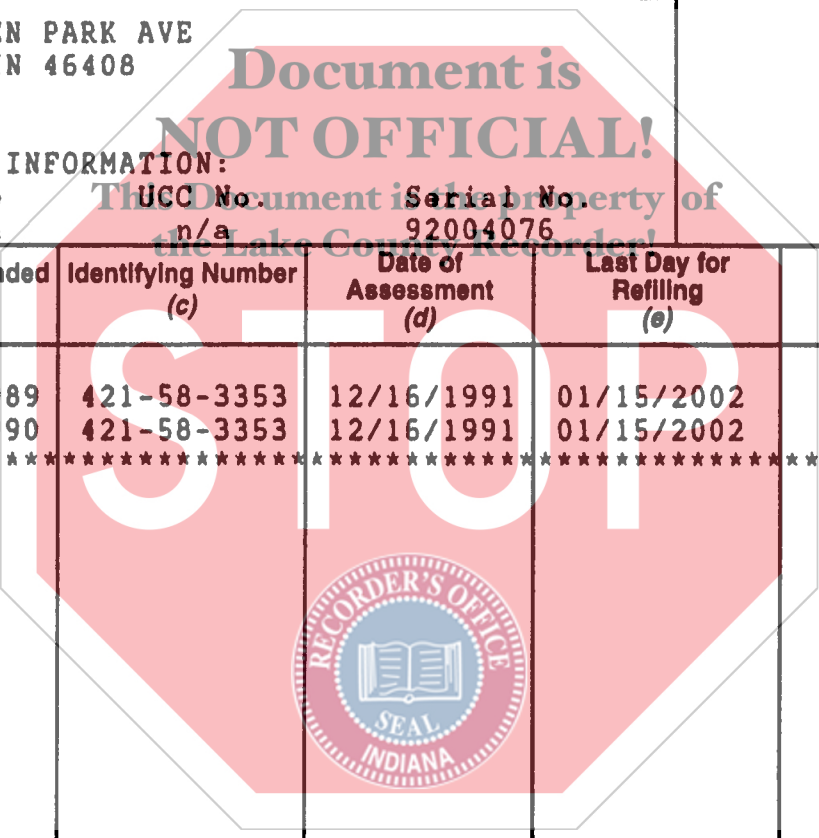 EN PARK AVE
N 46408
Document is
NOT OFFICIAL!
INFORMATION:
This Document is the property of
UCC No. Serial No.
n/a 92004076
the Lake County Recorder!
nded Identifying Number (c) Date of Assessment (d) Last Day for Refiling (e)
STOP
89 421-58-3353 12/16/1991 01/15/2002
90 421-58-3353 12/16/1991 01/15/2002
RECORDER'S OFFICE
SEAL
INDIANA